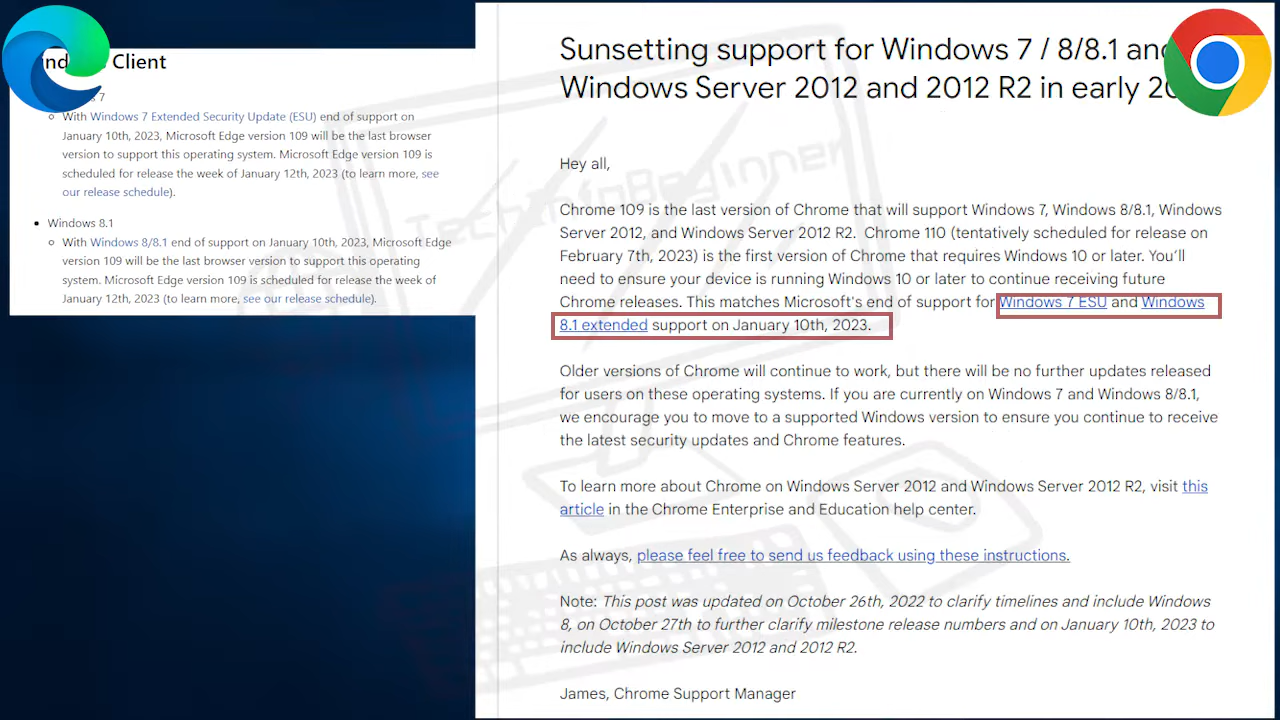 Client
7
With Windows 7 Extended Security Update (ESU) end of support on
January 10th, 2023, Microsoft Edge version 109 will be the last browser
version to support this operating system. Microsoft Edge version 109 is
scheduled for release the week of January 12th, 2023 (to learn more, see
our release schedule).
Windows 8.1
With Windows 8/8.1 end of support on January 10th, 2023, Microsoft Edge
version 109 will be the last browser version to support this operating
system. Microsoft Edge version 109 is scheduled for release the week of
January 12th, 2023 (to learn more, see our release schedule).
Sunsetting support for Windows 7 / 8/8.1 and
Windows Server 2012 and 2012 R2 in early
Hey all,
Chrome 109 is the last version of Chrome that will support Windows 7, Windows 8/8.1, Windows
Server 2012, and Windows Server 2012 R2. Chrome 110 (tentatively scheduled for release on
February 7th, 2023) is the first version of Chrome that requires Windows 10 or later. You’ll
need to ensure your device is running Windows 10 or later to continue receiving future
Chrome releases. This matches Microsoft's end of support for Windows 7 ESU and Windows
8.1 extended support on January 10th, 2023.
Older versions of Chrome will continue to work, but there will be no further updates released
for users on these operating systems. If you are currently on Windows 7 and Windows 8/8.1,
we encourage you to move to a supported Windows version to ensure you continue to receive
the latest security updates and Chrome features.
To learn more about Chrome on Windows Server 2012 and Windows Server 2012 R2, visit this
article in the Chrome Enterprise and Education help center.
As always, please feel free to send us feedback using these instructions.
Note: This post was updated on October 26th, 2022 to clarify timelines and include Windows
8, on October 27th to further clarify milestone release numbers and on January 10th, 2023 to
include Windows Server 2012 and 2012 R2.
James, Chrome Support Manager
TechinfoBeginner